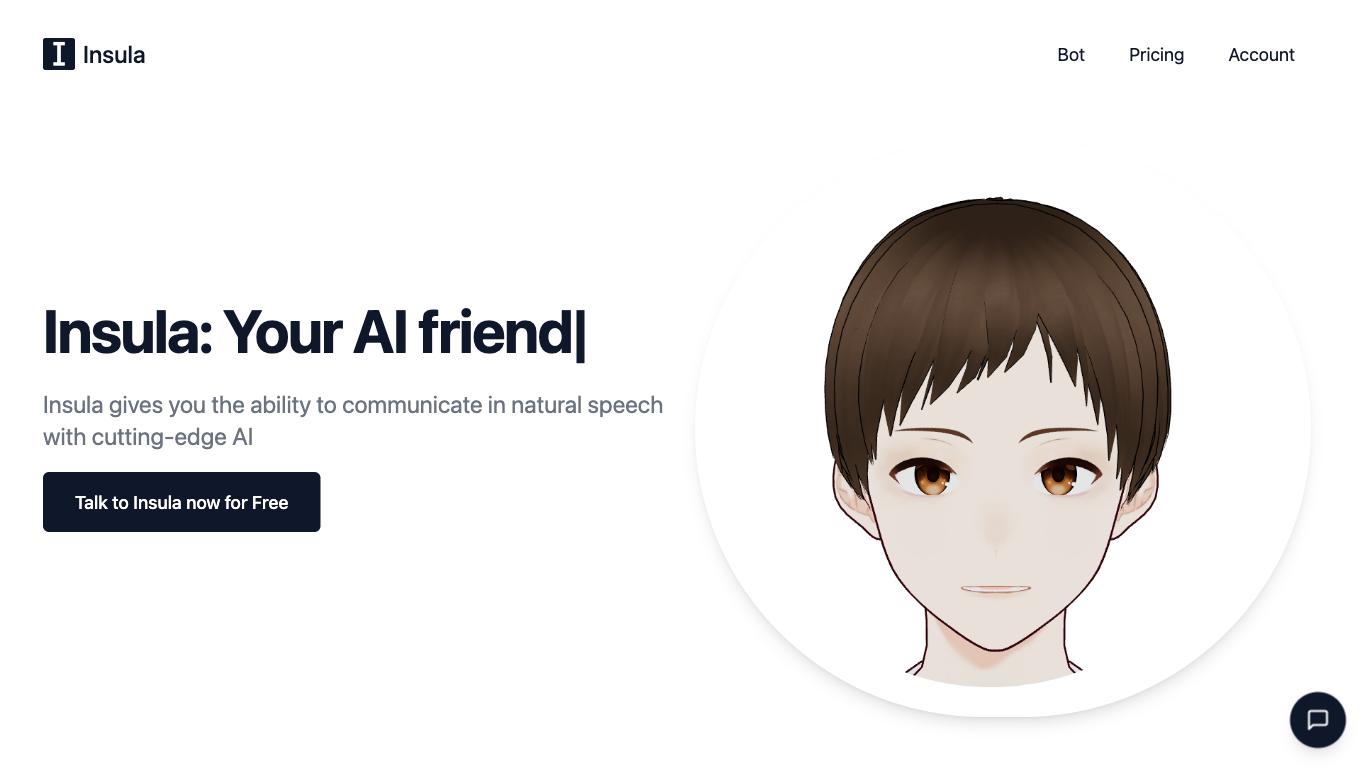 Insula
Bot
Pricing
Account
Insula: Your AI friend|
Insula gives you the ability to communicate in natural speech
with cutting-edge AI
Talk to Insula now for Free